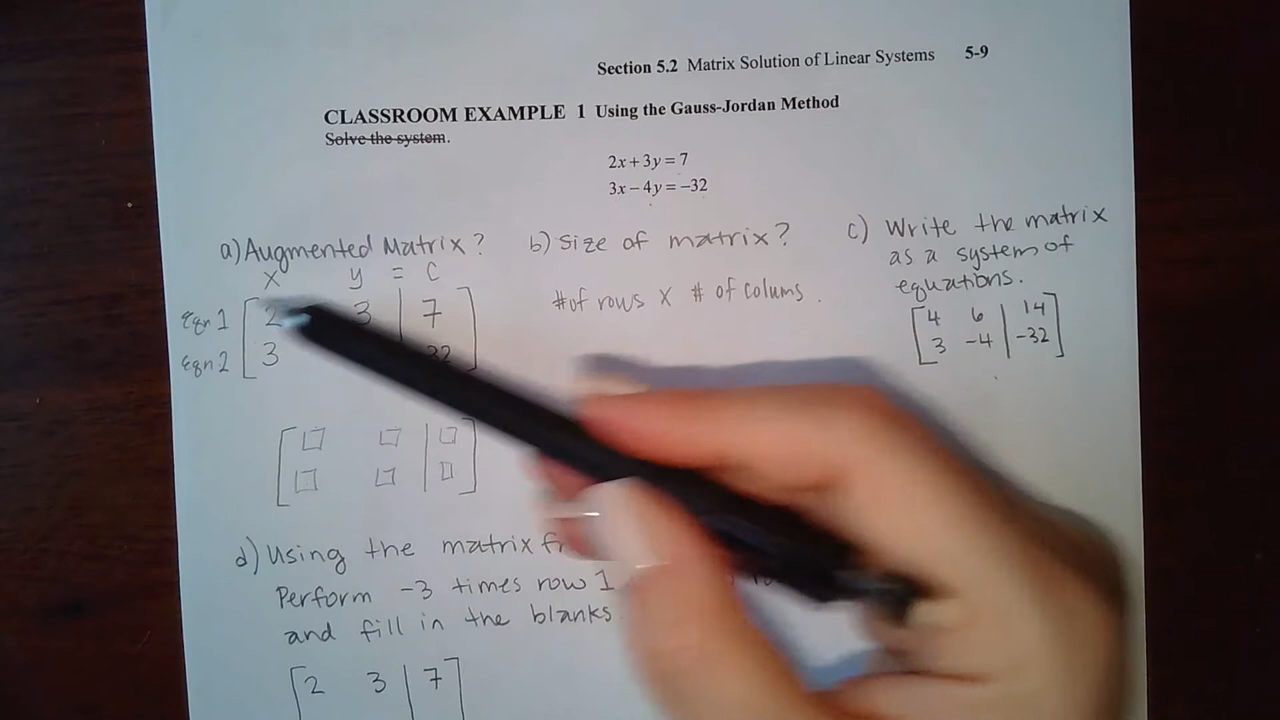 Section 5.2 Matrix Solution of Linear Systems 5-9
CLASSROOM EXAMPLE 1 Using the Gauss-Jordan Method
Solve the system.
2x + 3y = 7
3x – 4y = –32
a) Augmented Matrix?
x y = C
Eqn 1 [ 2 3 | 7 ]
Eqn 2 [ 3 32 ]
[ □ □ | □ ]
[ □ □ | □ ]
b) Size of matrix?
# of rows X # of colums.
c) Write the matrix
as a system of
equations.
[ 4 6 | 14 ]
[ 3 -4 | -32 ]
d) Using the matrix
Perform -3 times row 1
and fill in the blanks.
[ 2 3 | 7 ]